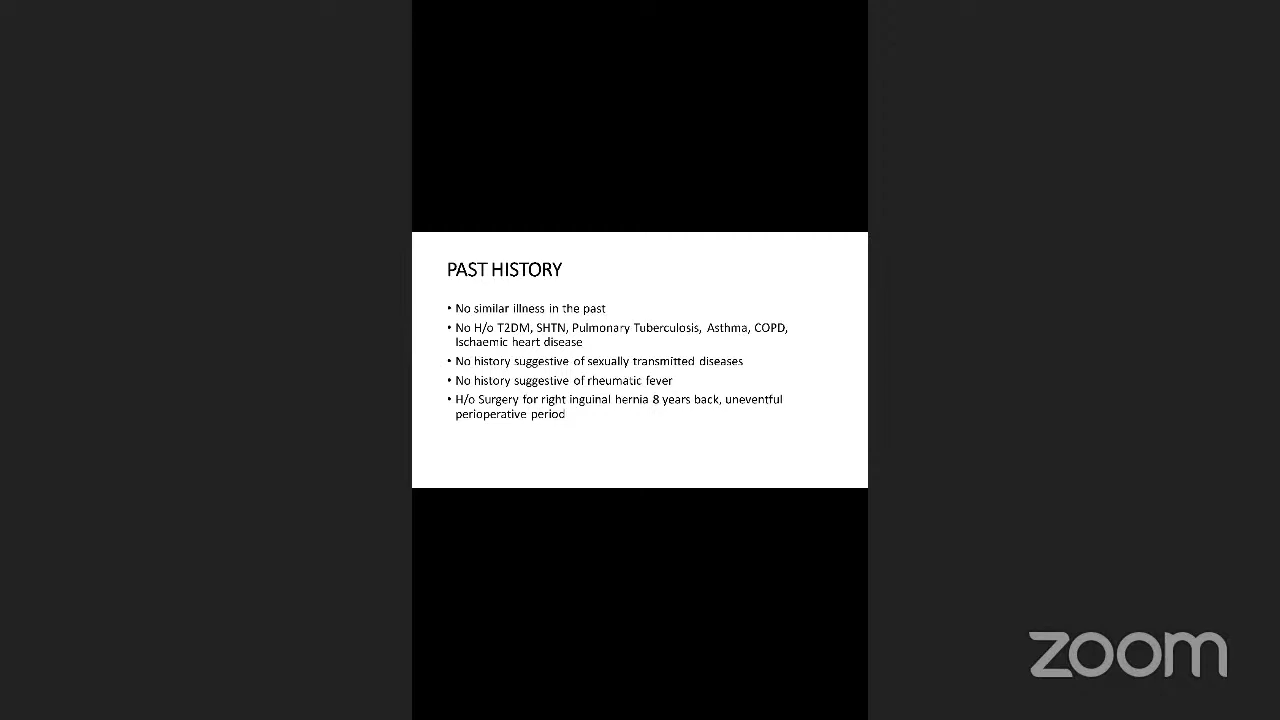 PAST HISTORY
• No similar illness in the past
• No H/o T2DM, SHTN, Pulmonary Tuberculosis, Asthma, COPD,
Ischaemic heart disease
• No history suggestive of sexually transmitted diseases
• No history suggestive of rheumatic fever
• H/o Surgery for right inguinal hernia 8 years back, uneventful
perioperative period
zoom